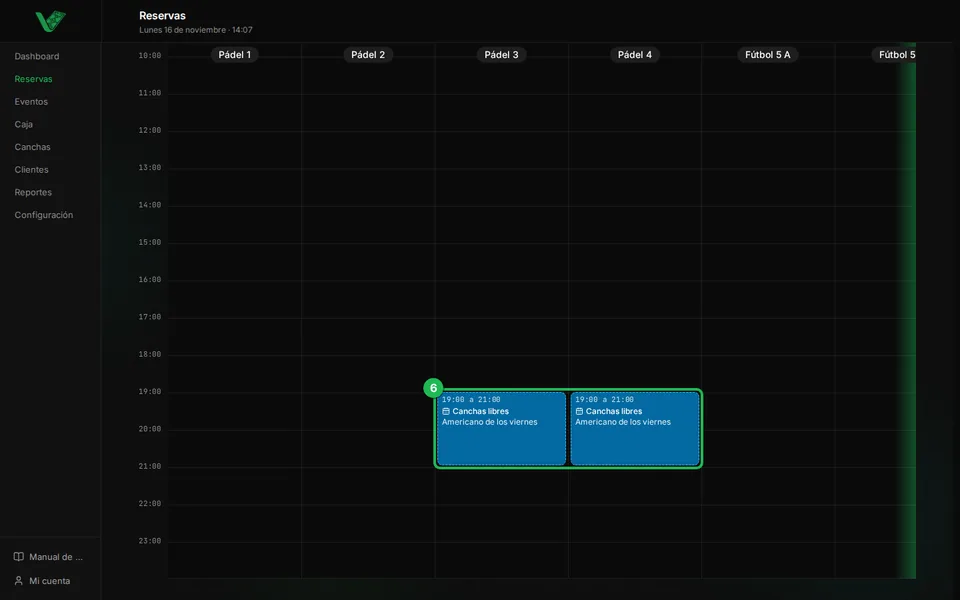 Reservas
Lunes 16 de noviembre · 14:07
Dashboard
Reservas
Eventos
Caja
Canchas
Clientes
Reportes
Configuración
Manual de ...
Mi cuenta
Pádel 1
Pádel 2
Pádel 3
Pádel 4
Fútbol 5 A
Fútbol 5
10:00
11:00
12:00
13:00
14:00
15:00
16:00
17:00
18:00
19:00
20:00
21:00
22:00
23:00
6
19:00 a 21:00
Canchas libres
Americano de los viernes
19:00 a 21:00
Canchas libres
Americano de los viernes